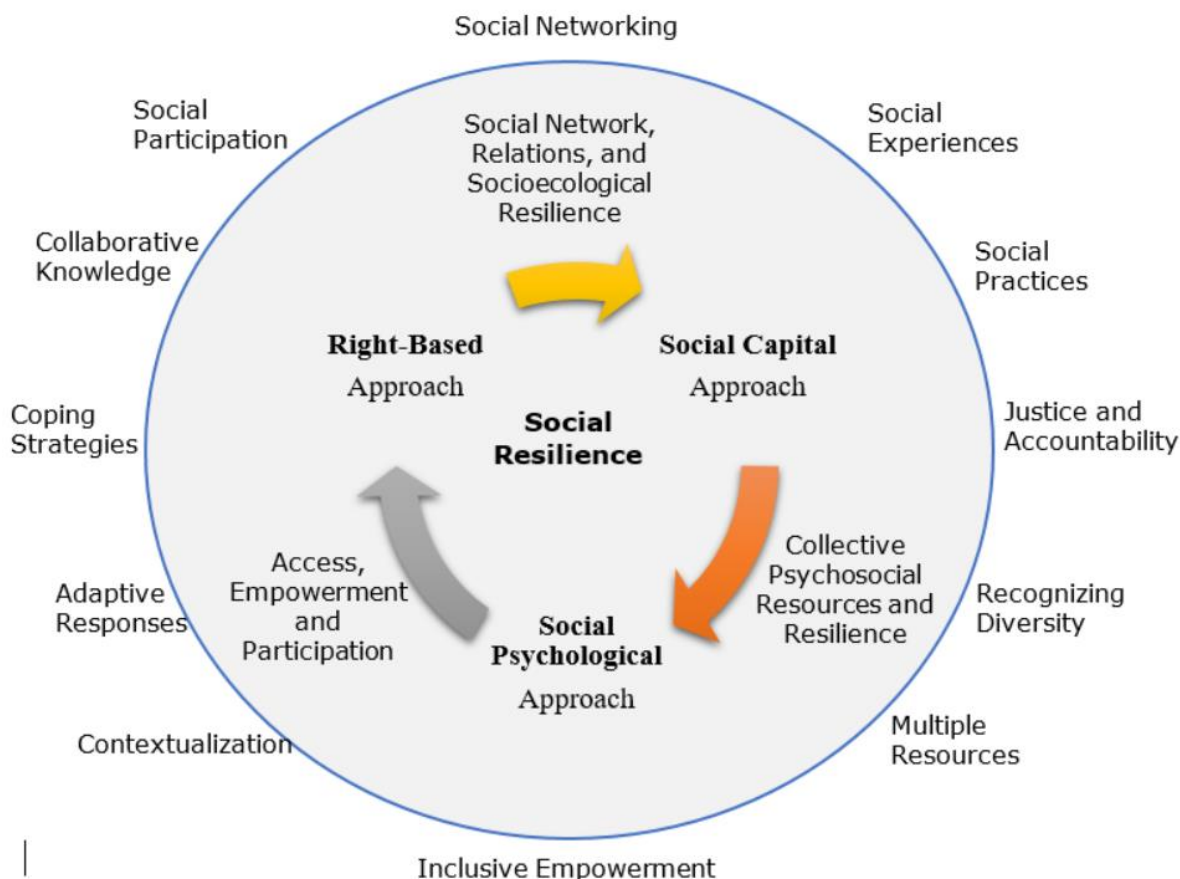 Social Networking
Social
Participation
Social Network,
Relations, and
Socioecological
Resilience
Social
Experiences
Collaborative
Knowledge
Social
Practices
Right-Based
Approach
Social Capital
Approach
Social
Resilience
Coping
Strategies
Justice and
Accountability
Access,
Empowerment
and
Participation
Collective
Psychosocial
Resources and
Resilience
Adaptive
Responses
Recognizing
Diversity
Social
Psychological
Approach
Contextualization
Multiple
Resources
Inclusive Empowerment